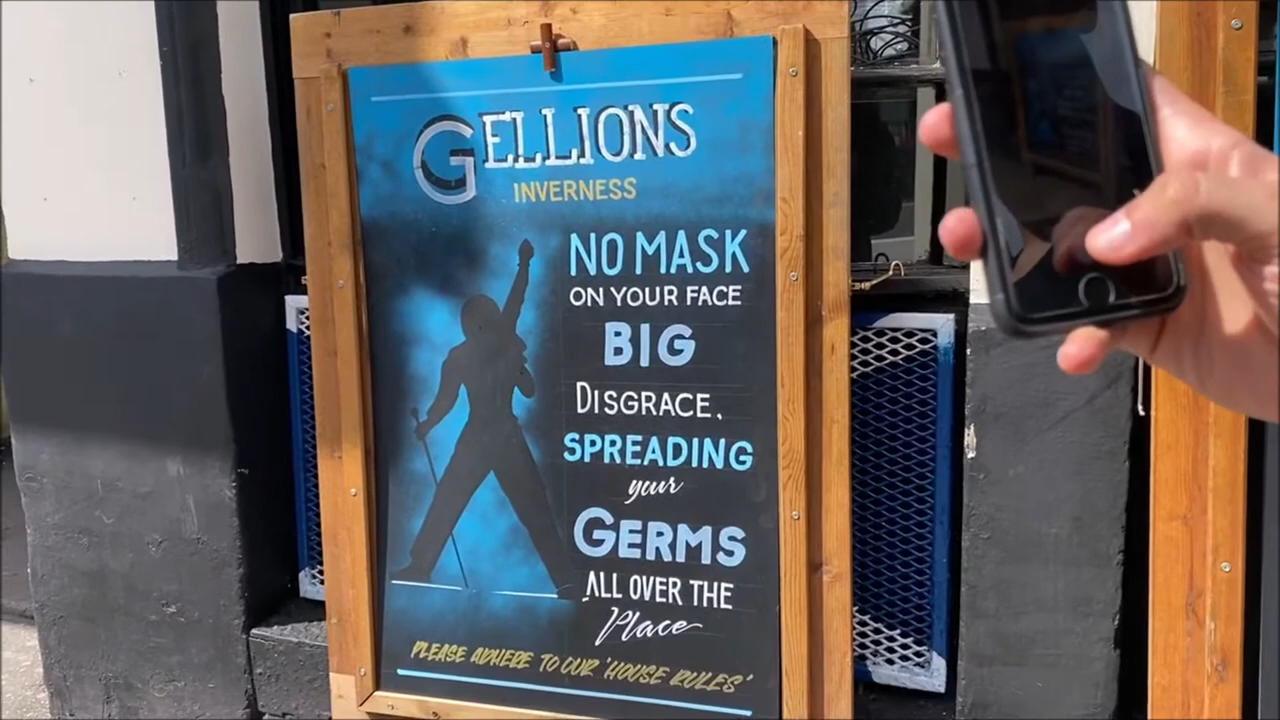 GELLIONS
INVERNESS
NO MASK
ON YOUR FACE
BIG
DISGRACE,
SPREADING
your
GERMS
ALL OVER THE
Place
PLEASE ADHERE TO OUR 'HOUSE RULES'